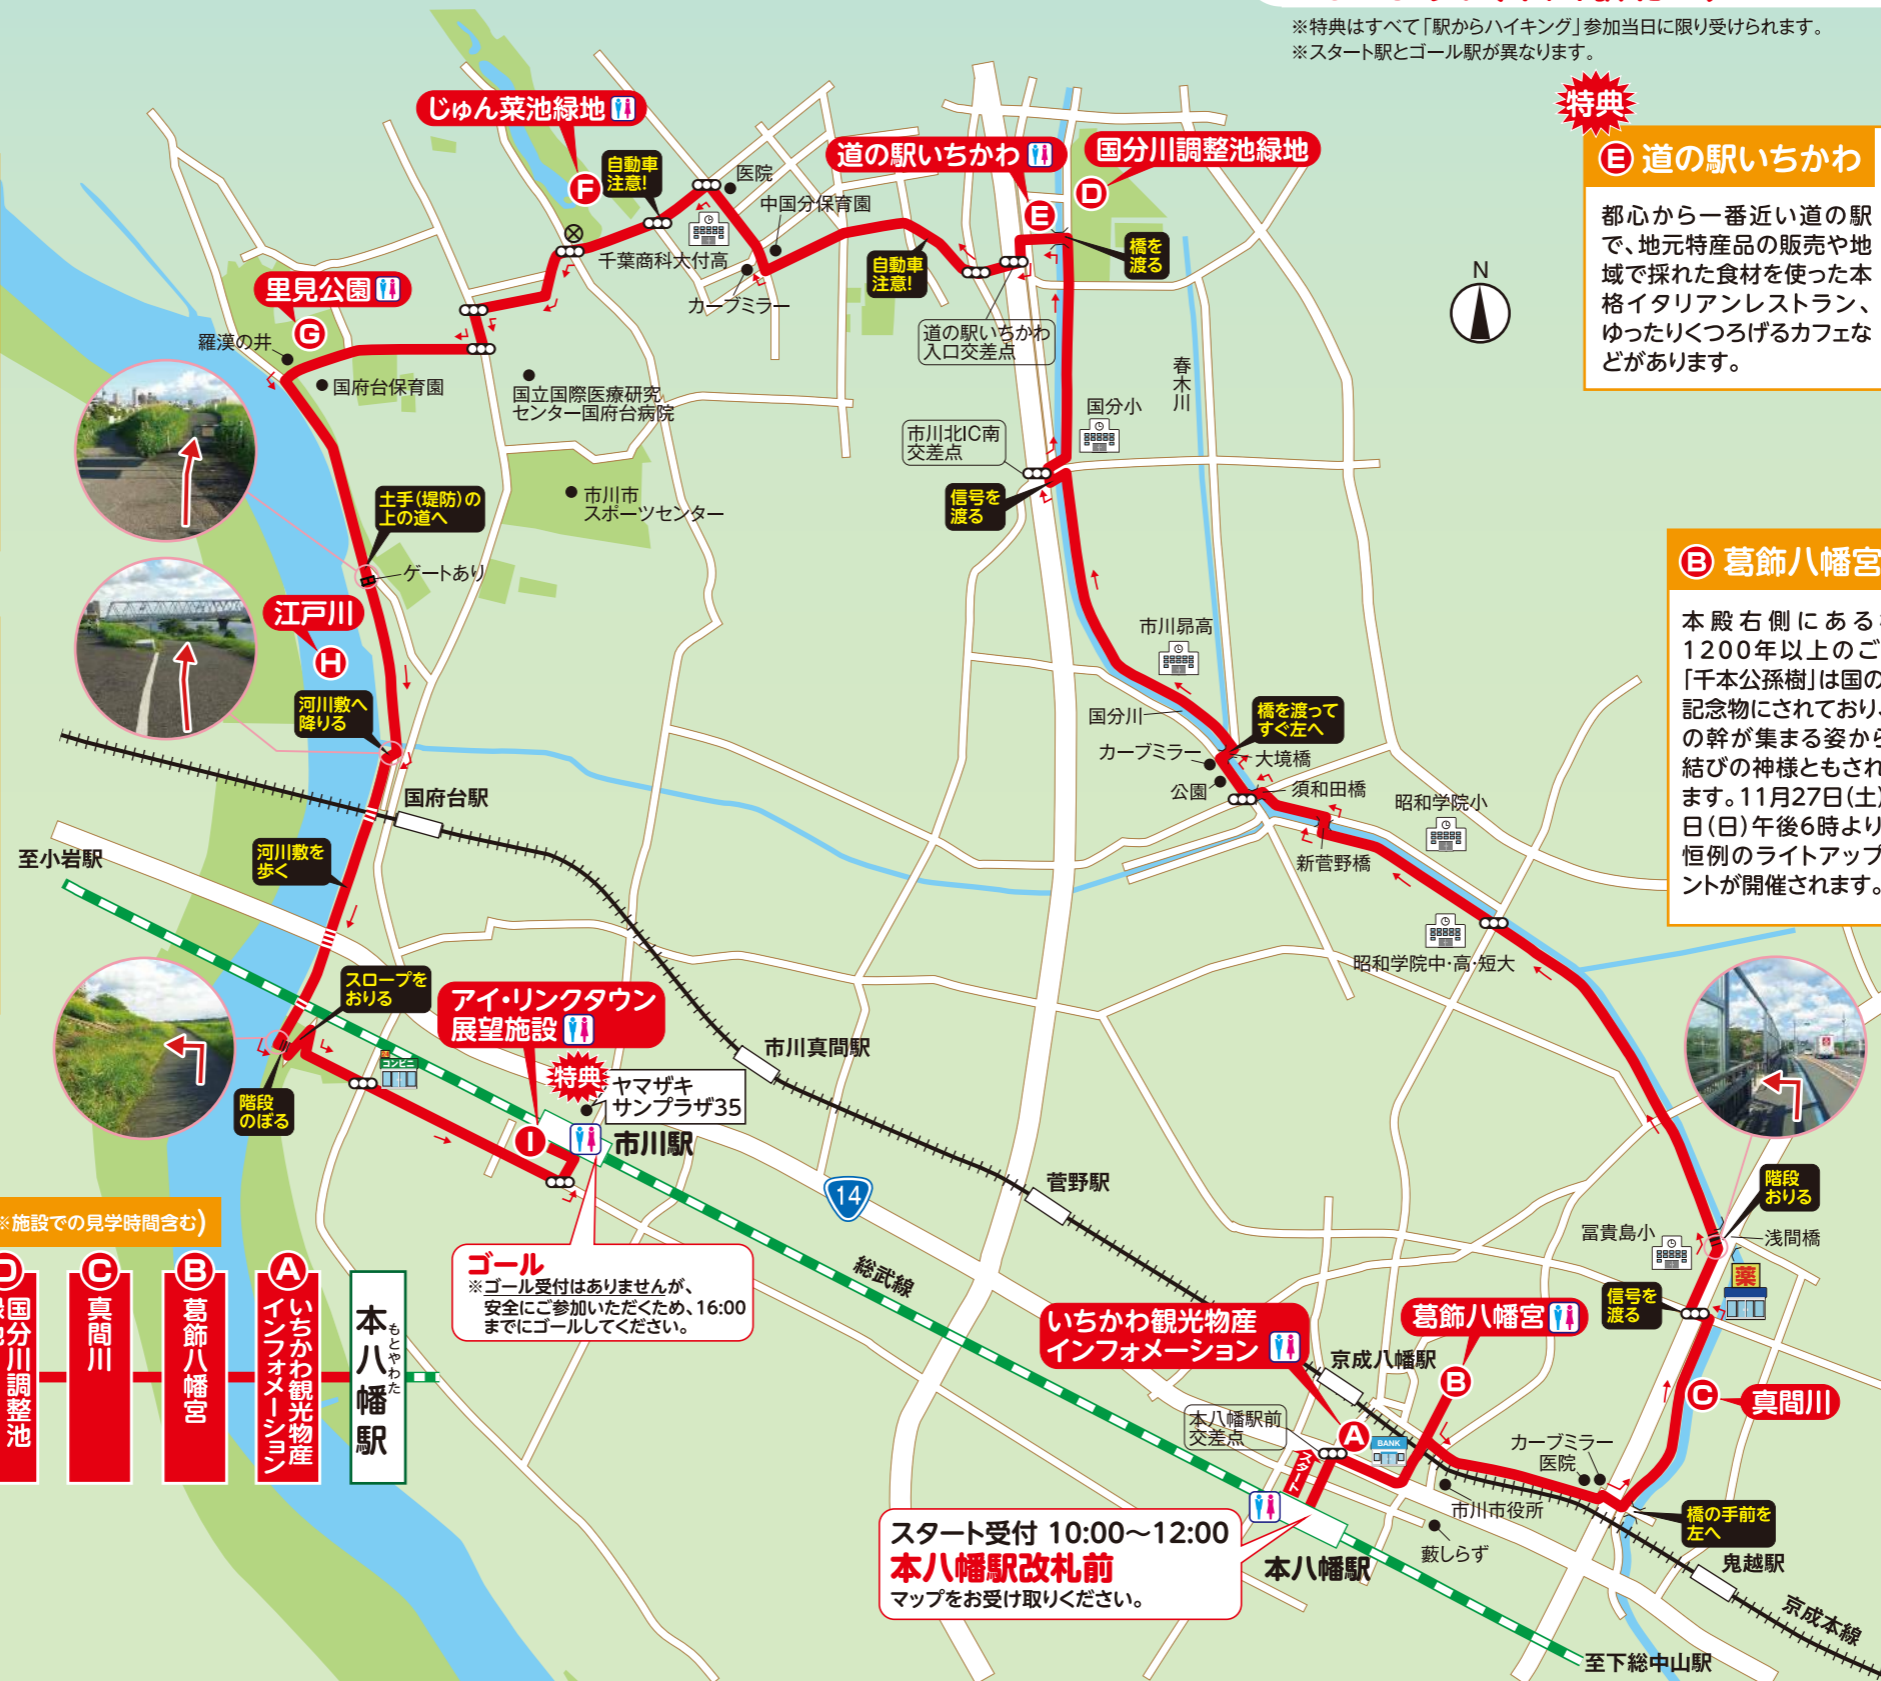 ※特典はすべて「駅からハイキング」参加当日に限り受けられます。
※スタート駅とゴール駅が異なります。
特典
E 道の駅いちかわ
都心から一番近い道の駅
で、地元特産品の販売や地
域で採れた食材を使った本
格イタリアンレストラン、
ゆったりくつろげるカフェな
どがあります。
じゅん菜池緑地
F
自動車
注意!
医院
中国分保育園
千葉商科大付高
カーブミラー
道の駅いちかわ
E
国分川調整池緑地
D
橋を
渡る
自動車
注意!
道の駅いちかわ
入口交差点
N
里見公園
G
羅漢の井
国府台保育園
国立国際医療研究
センター国府台病院
春木川
国分小
市川北IC南
交差点
信号を
渡る
市川市
スポーツセンター
土手(堤防)の
上の道へ
ゲートあり
江戸川
H
河川敷へ
降りる
B 葛飾八幡宮
本殿右側にある
1200年以上のご
「千本公孫樹」は国の
記念物にされており、
の幹が集まる姿から
結びの神様ともされ
ます。11月27日(土)
日(日)午後6時より
恒例のライトアップ
ントが開催されます。
市川昴高
国分川
橋を渡って
すぐ左へ
カーブミラー
大境橋
公園
須和田橋
昭和学院小
新菅野橋
昭和学院中・高・短大
国府台駅
至小岩駅
河川敷を
歩く
スロープを
おりる
コンビニ
階段
のぼる
アイ・リンクタウン
展望施設
特典
ヤマザキ
サンプラザ35
I
市川駅
市川真間駅
菅野駅
14
総武線
ゴール
※ゴール受付はありませんが、
安全にご参加いただくため、16:00
までにゴールしてください。
階段
おりる
冨貴島小
浅間橋
薬
信号を
渡る
C 真間川
いちかわ観光物産
インフォメーション
葛飾八幡宮
京成八幡駅
B
本八幡駅前
交差点
A
BANK
スタート
カーブミラー
医院
市川市役所
藪しらず
橋の手前を
左へ
鬼越駅
京成本線
スタート受付 10:00〜12:00
本八幡駅改札前
マップをお受け取りください。
本八幡駅
至下総中山駅
※施設での見学時間含む)
D
国分川調整池
緑地
C
真間川
B
葛飾八幡宮
A
いちかわ観光物産
インフォメーション
本八幡駅
もとやわた